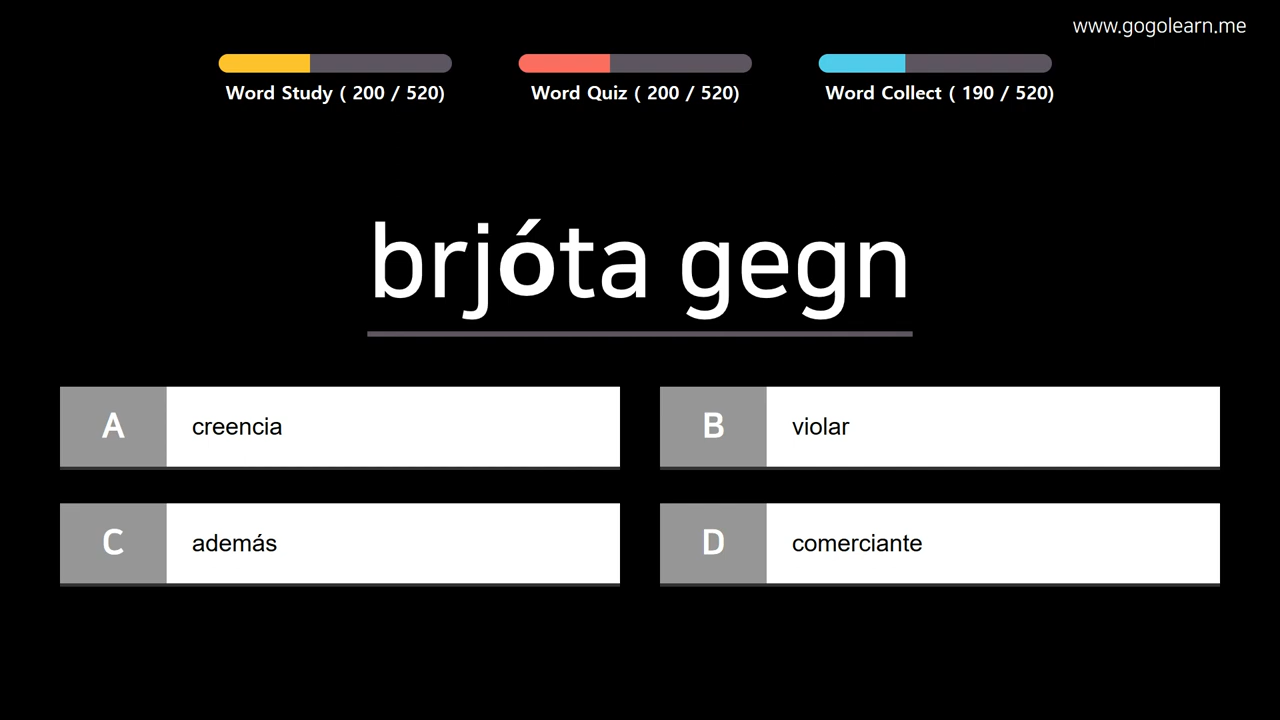 www.gogolearn.me
Word Study ( 200 / 520)
Word Quiz ( 200 / 520)
Word Collect ( 190 / 520)
brjóta gegn
A creencia
B violar
C además
D comerciante